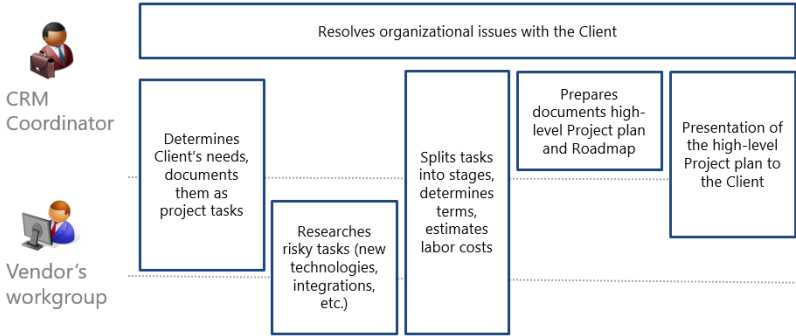 Resolves organizational issues with the Client
CRM
Coordinator
Determines
Client's needs,
documents
them as
project tasks
Researches
risky tasks (new
technologies,
integrations,
etc.)
Splits tasks
into stages,
determines
terms,
estimates
labor costs
Prepares
documents high-
level Project plan
and Roadmap
Presentation of
the high-level
Project plan to
the Client
Vendor's
workgroup